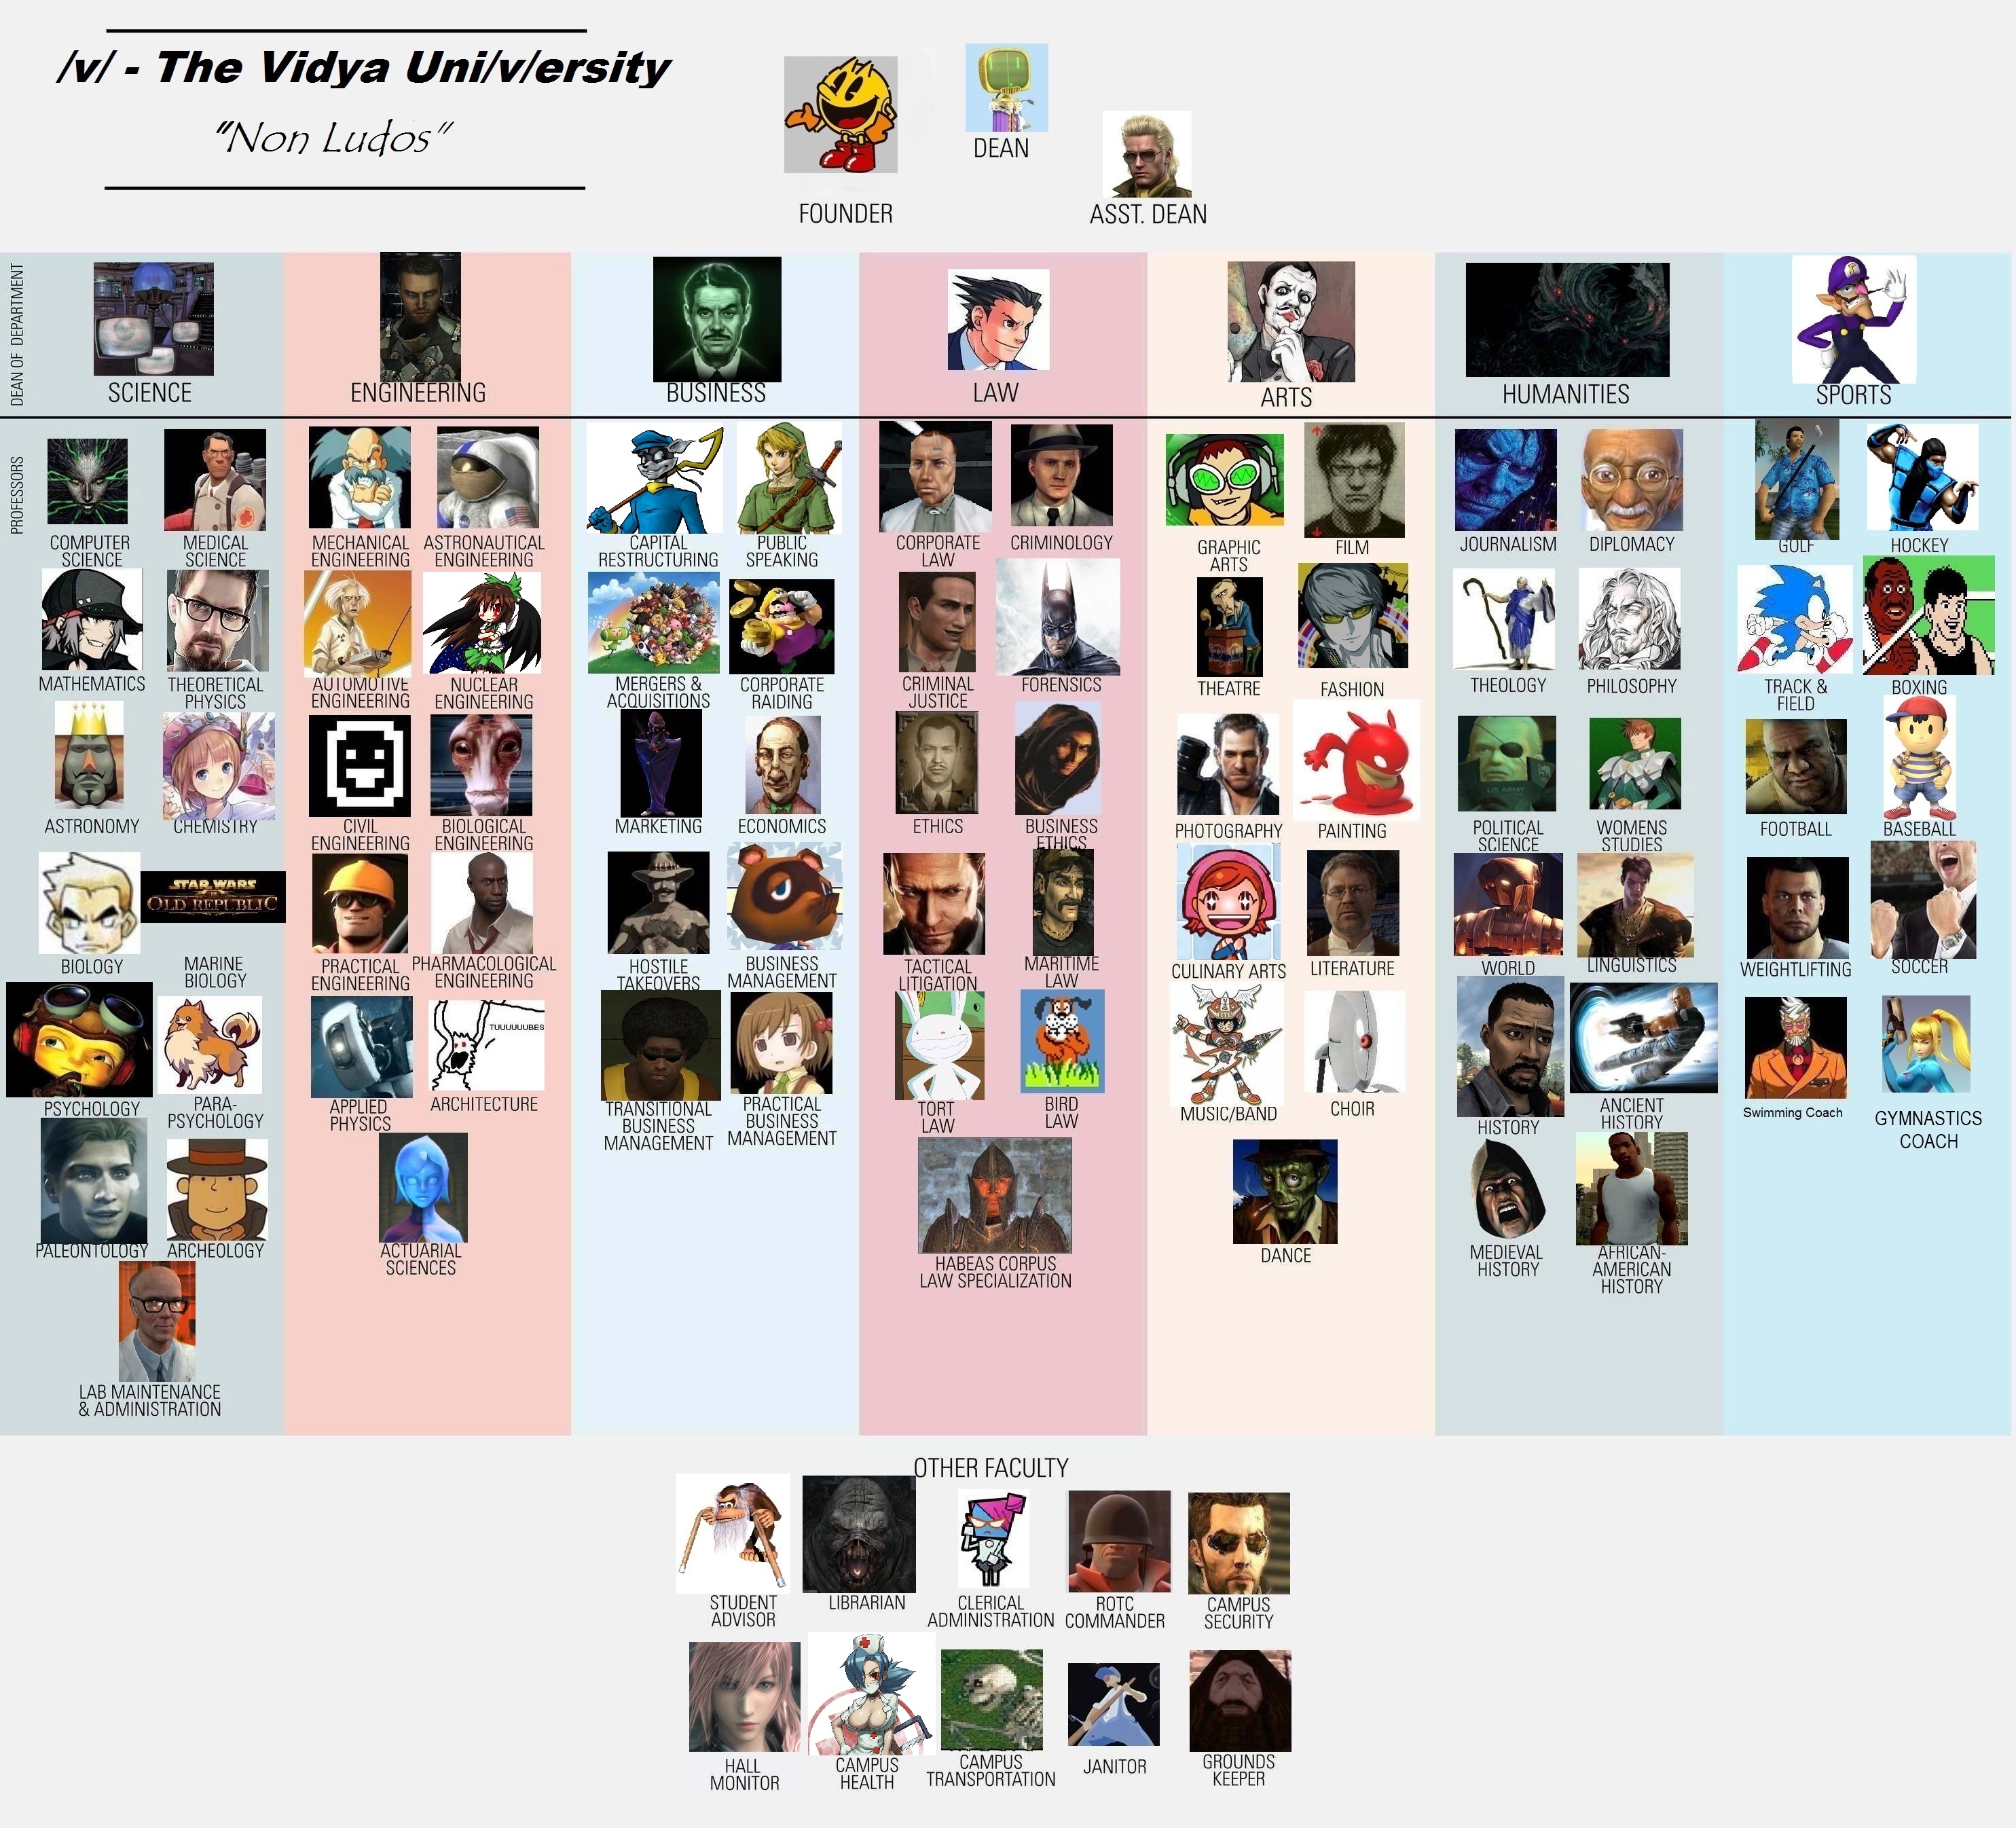 /v/ - The Vidya Uni/v/ersity
"Non Ludos"
FOUNDER
DEAN
ASST. DEAN
DEAN OF DEPARTMENT
SCIENCE
ENGINEERING
BUSINESS
LAW
ARTS
HUMANITIES
SPORTS
PROFESSORS
COMPUTER
SCIENCE
MEDICAL
SCIENCE
MATHEMATICS
THEORETICAL
PHYSICS
ASTRONOMY
CHEMISTRY
BIOLOGY
STAR WARS
THE
OLD REPUBLIC
MARINE
BIOLOGY
PSYCHOLOGY
PARA-
PSYCHOLOGY
PALEONTOLOGY
ARCHEOLOGY
LAB MAINTENANCE
& ADMINISTRATION
MECHANICAL
ENGINEERING
ASTRONAUTICAL
ENGINEERING
AUTOMOTIVE
ENGINEERING
NUCLEAR
ENGINEERING
CIVIL
ENGINEERING
BIOLOGICAL
ENGINEERING
PRACTICAL
ENGINEERING
PHARMACOLOGICAL
ENGINEERING
APPLIED
PHYSICS
TUUUUUUBES
ARCHITECTURE
ACTUARIAL
SCIENCES
CAPITAL
RESTRUCTURING
PUBLIC
SPEAKING
MERGERS &
ACQUISITIONS
CORPORATE
RAIDING
MARKETING
ECONOMICS
HOSTILE
TAKEOVERS
BUSINESS
MANAGEMENT
TRANSITIONAL
BUSINESS
MANAGEMENT
PRACTICAL
BUSINESS
MANAGEMENT
CORPORATE
LAW
CRIMINOLOGY
CRIMINAL
JUSTICE
FORENSICS
ETHICS
BUSINESS
ETHICS
TACTICAL
LITIGATION
MARITIME
LAW
TORT
LAW
BIRD
LAW
HABEAS CORPUS
LAW SPECIALIZATION
GRAPHIC
ARTS
FILM
THEATRE
FASHION
PHOTOGRAPHY
PAINTING
CULINARY ARTS
LITERATURE
MUSIC/BAND
CHOIR
DANCE
JOURNALISM
DIPLOMACY
THEOLOGY
PHILOSOPHY
US ARMY
POLITICAL
SCIENCE
WOMENS
STUDIES
WORLD
LINGUISTICS
HISTORY
ANCIENT
HISTORY
MEDIEVAL
HISTORY
AFRICAN-
AMERICAN
HISTORY
GOLF
HOCKEY
TRACK &
FIELD
BOXING
FOOTBALL
BASEBALL
WEIGHTLIFTING
SOCCER
Swimming Coach
GYMNASTICS
COACH
OTHER FACULTY
STUDENT
ADVISOR
LIBRARIAN
CLERICAL
ADMINISTRATION
ROTC
COMMANDER
CAMPUS
SECURITY
HALL
MONITOR
CAMPUS
HEALTH
CAMPUS
TRANSPORTATION
JANITOR
GROUNDS
KEEPER